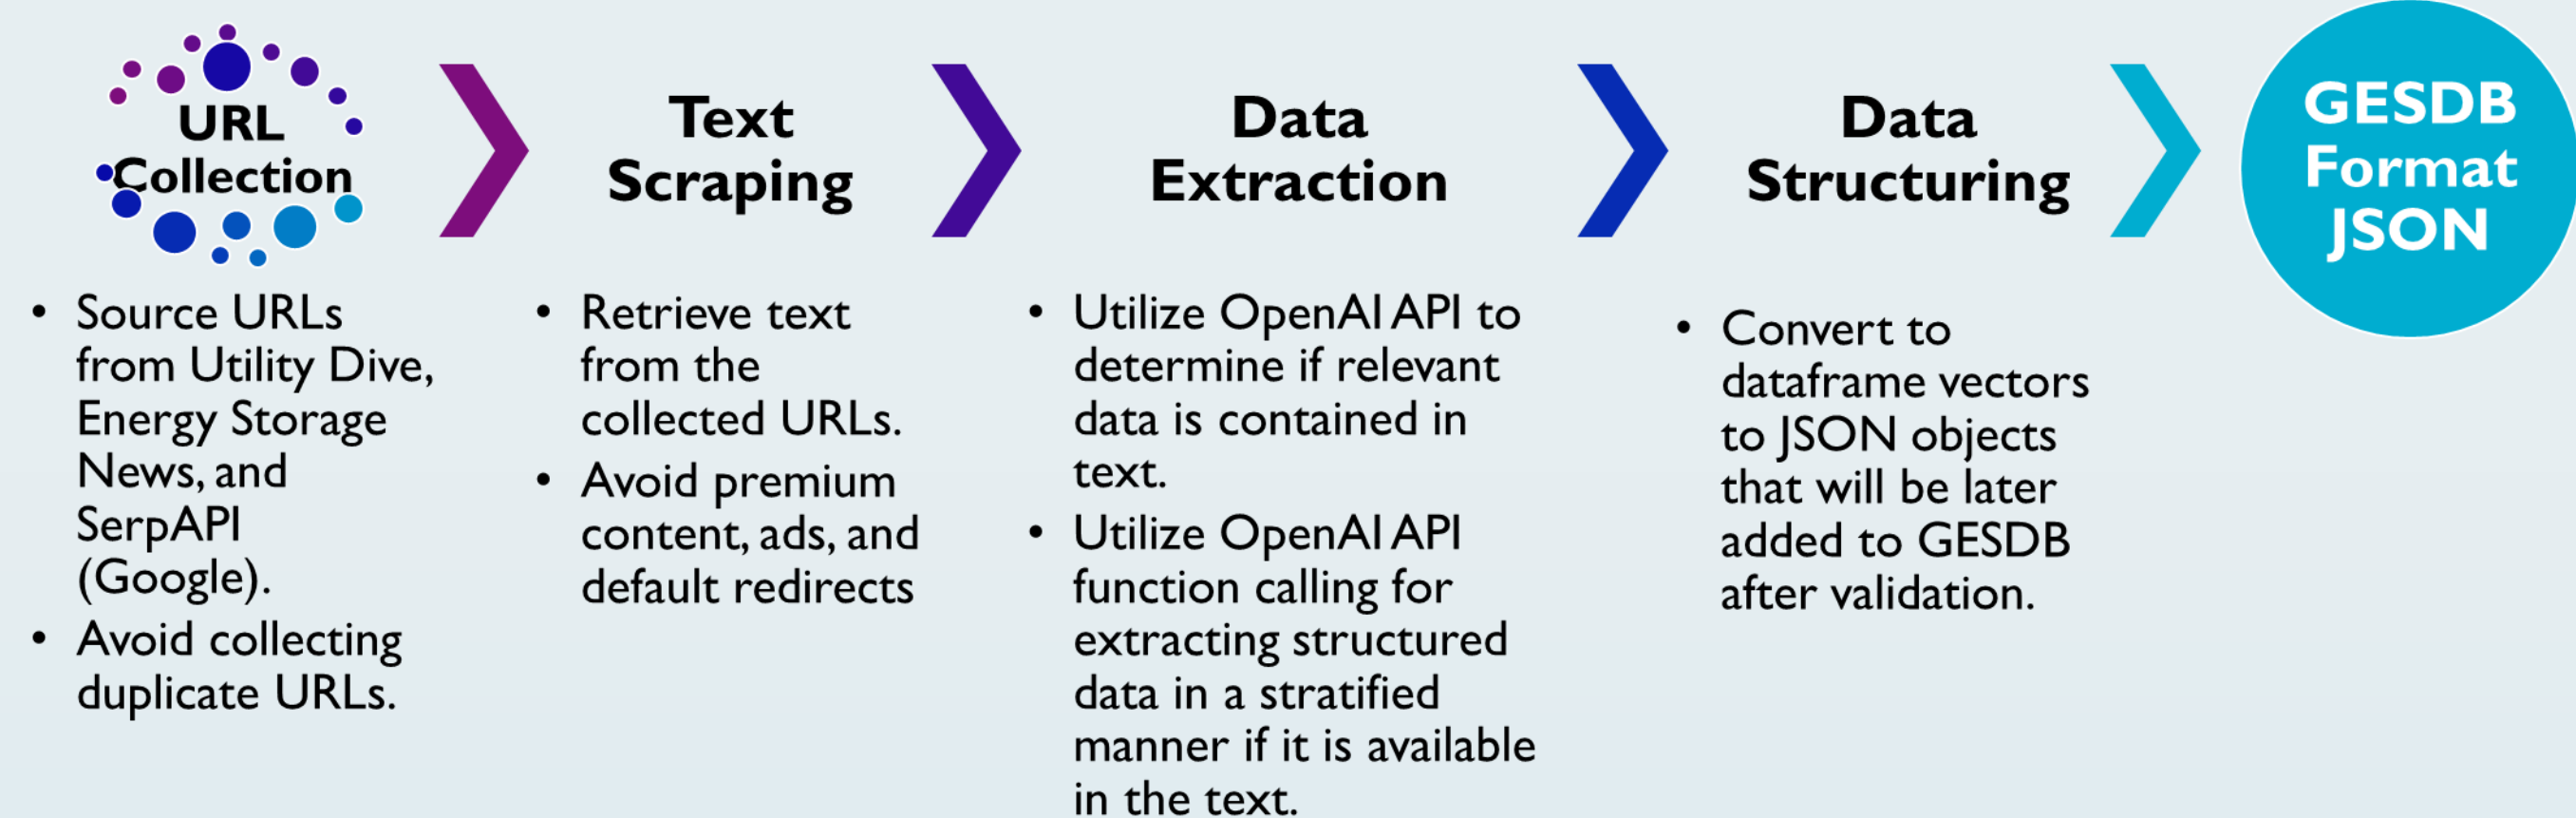 URL
Collection
Text
Scraping
Data
Extraction
Data
Structuring
GESDB
Format
JSON
• Source URLs
from Utility Dive,
Energy Storage
News, and
SerpAPI
(Google).
• Avoid collecting
duplicate URLs.
• Retrieve text
from the
collected URLs.
• Avoid premium
content, ads, and
default redirects
• Utilize OpenAI API to
determine if relevant
data is contained in
text.
• Utilize OpenAI API
function calling for
extracting structured
data in a stratified
manner if it is available
in the text.
• Convert to
dataframe vectors
to JSON objects
that will be later
added to GESDB
after validation.